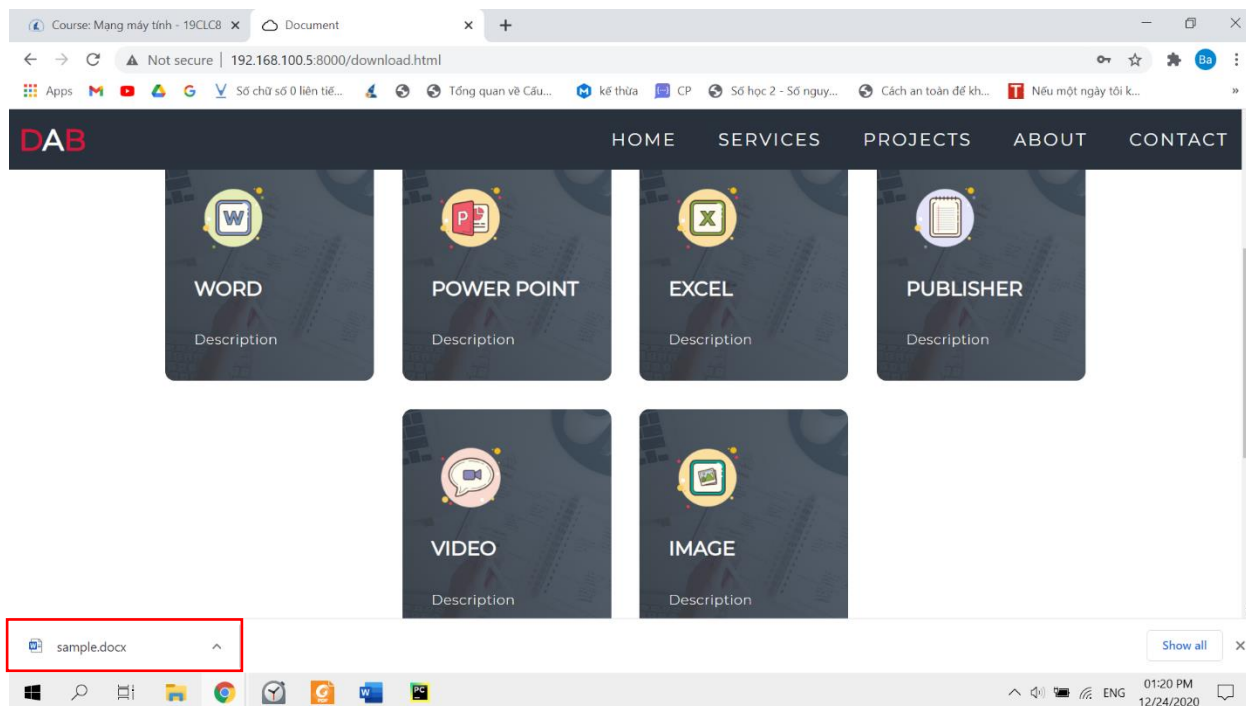 Course: Mạng máy tính - 19CLC8
Document
Not secure | 192.168.100.5:8000/download.html
Ba
Apps
Số chữ số 0 liên tiế...
Tổng quan về Cấu...
kế thừa
CP
Số học 2 - Số nguy...
Cách an toàn để kh...
Nếu một ngày tôi k...
»
DAB
HOME SERVICES PROJECTS ABOUT CONTACT
W P X
WORD POWER POINT EXCEL PUBLISHER
Description Description Description Description
VIDEO IMAGE
Description Description
sample.docx
Show all
ENG
01:20 PM
12/24/2020